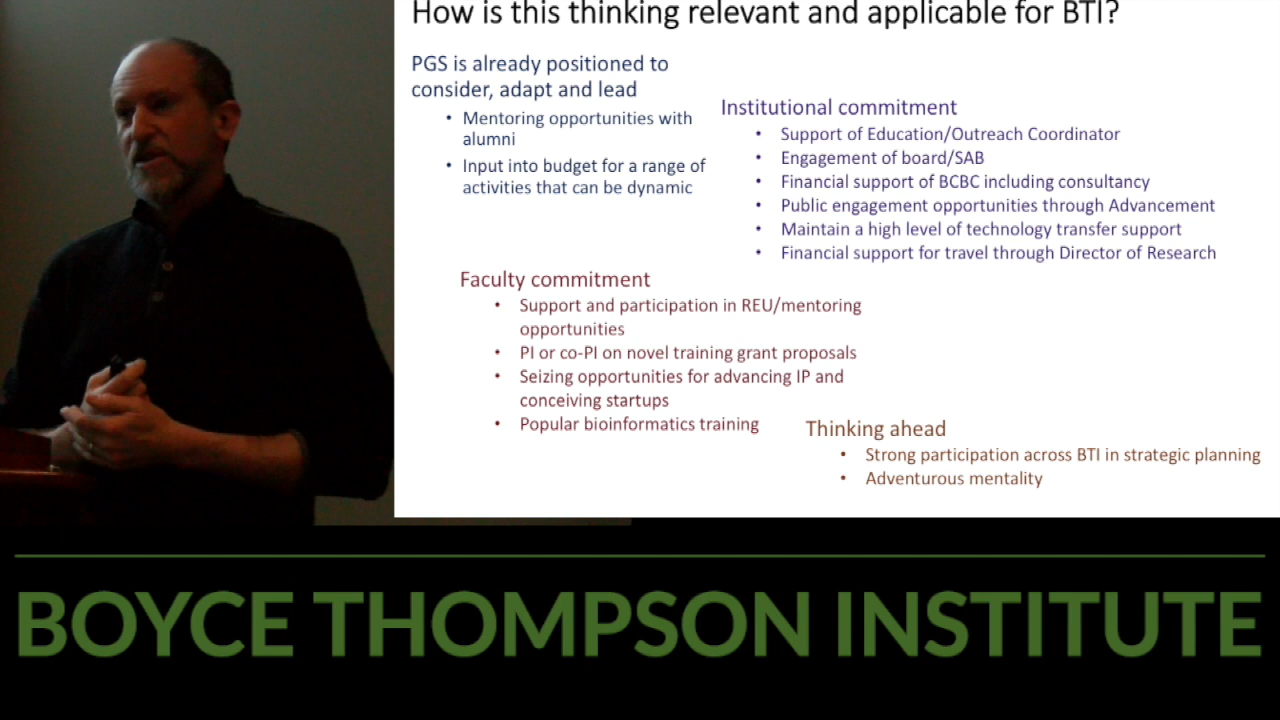 How is this thinking relevant and applicable for BTI?
PGS is already positioned to
consider, adapt and lead
• Mentoring opportunities with
alumni
• Input into budget for a range of
activities that can be dynamic
Institutional commitment
• Support of Education/Outreach Coordinator
• Engagement of board/SAB
• Financial support of BCBC including consultancy
• Public engagement opportunities through Advancement
• Maintain a high level of technology transfer support
• Financial support for travel through Director of Research
Faculty commitment
• Support and participation in REU/mentoring
opportunities
• PI or co-PI on novel training grant proposals
• Seizing opportunities for advancing IP and
conceiving startups
• Popular bioinformatics training
Thinking ahead
• Strong participation across BTI in strategic planning
• Adventurous mentality
BOYCE THOMPSON INSTITUTE